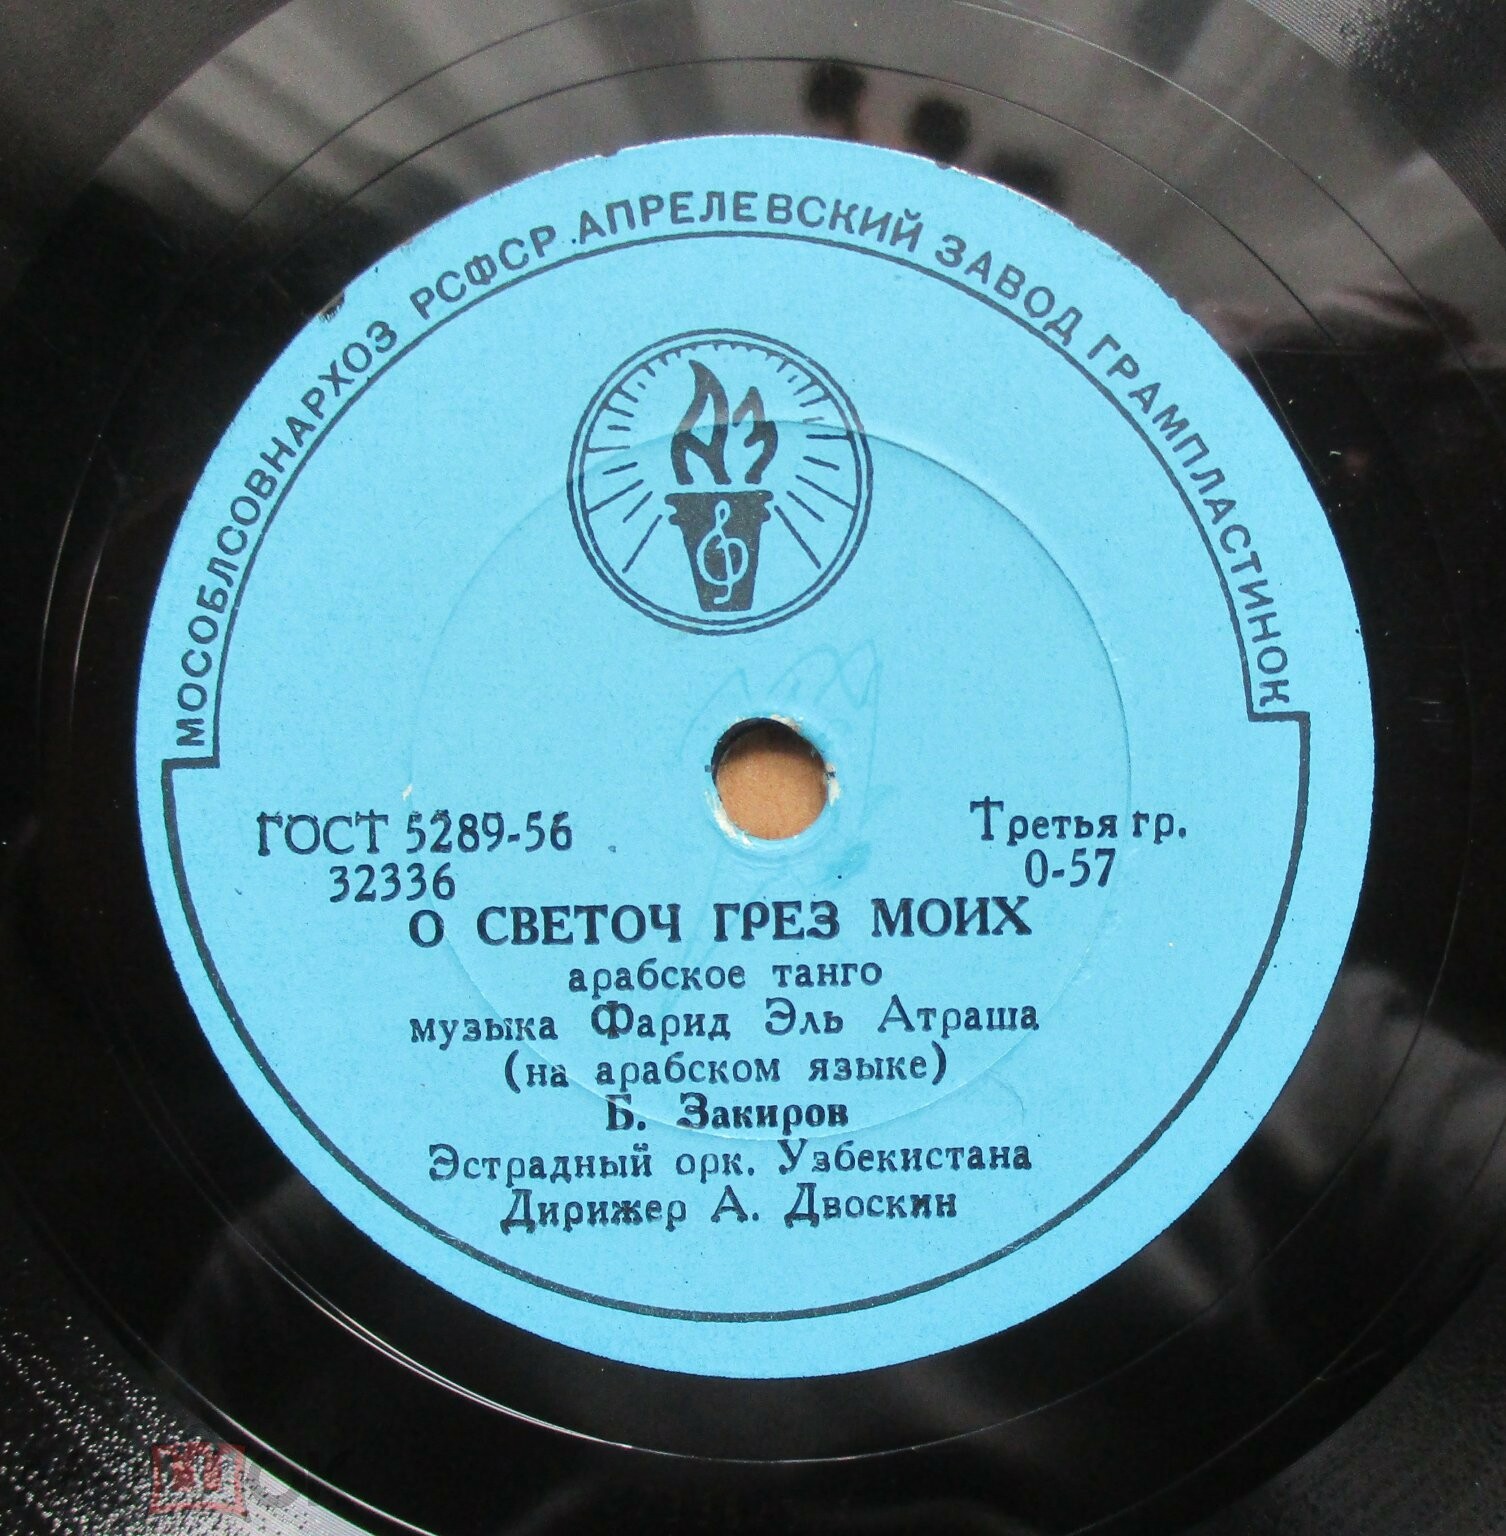 МОСОБЛСОВНАРХОЗ РСФСР АПРЕЛЕВСКИЙ ЗАВОД ГРАМПЛАСТИНОК
АЗ
ГОСТ 5289-56
32336
Третья гр.
0-57
О СВЕТОЧ ГРЕЗ МОИХ
арабское танго
музыка Фарид Эль Атраша
(на арабском языке)
Б. Закиров
Эстрадный орк. Узбекистана
Дирижер А. Двоскин